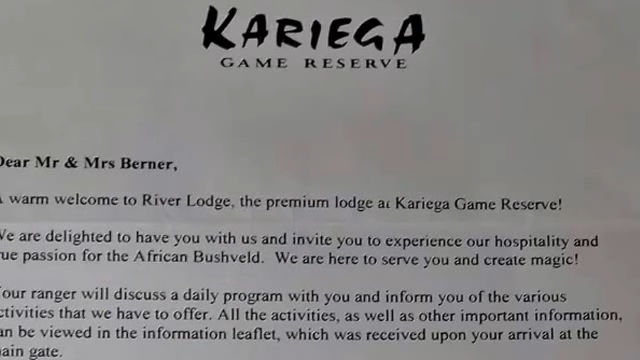 KARIEGA
GAME RESERVE
Dear Mr & Mrs Berner,
warm welcome to River Lodge, the premium lodge at Kariega Game Reserve!
We are delighted to have you with us and invite you to experience our hospitality and
true passion for the African Bushveld. We are here to serve you and create magic!
Your ranger will discuss a daily program with you and inform you of the various
activities that we have to offer. All the activities, as well as other important information,
can be viewed in the information leaflet, which was received upon your arrival at the
main gate.